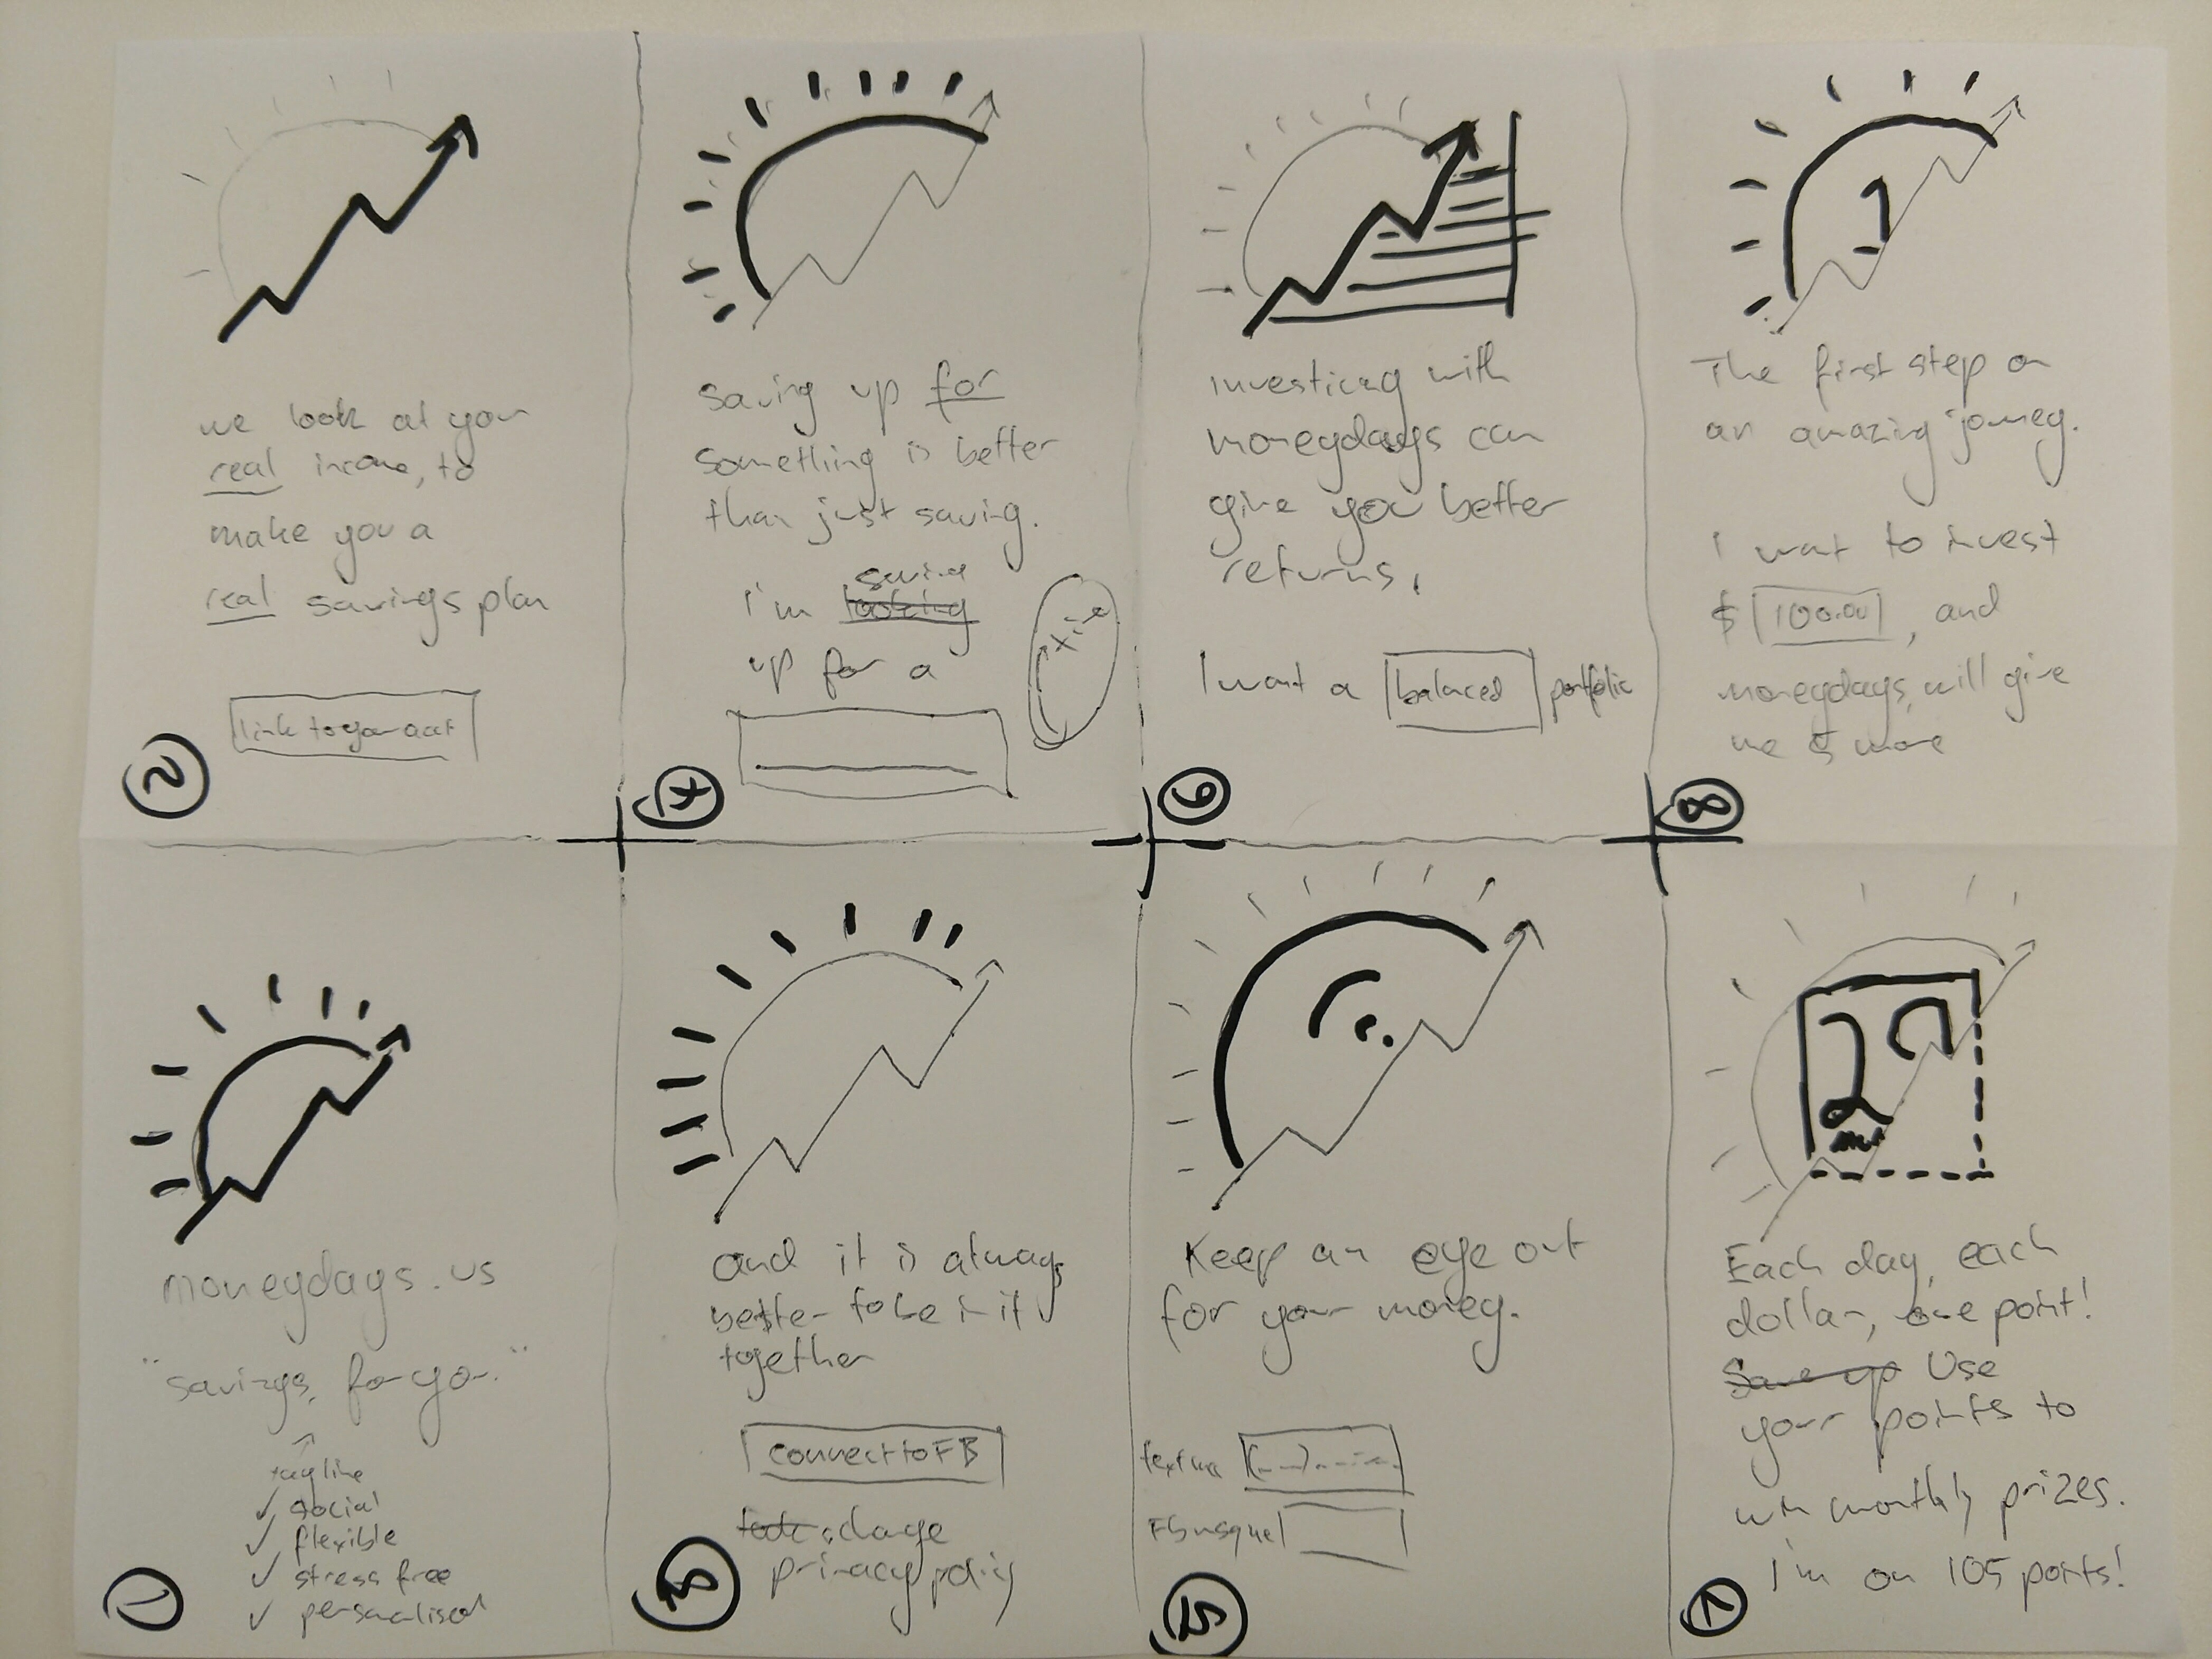 we look at your
real income, to
make you a
real savings plan
link to your acct
2
saving up for
something is better
than just saving.
saving
I'm looking
up for a
4
investing with
moneydays can
give you better
returns,
I want a balanced portfolio
6
1
The first step on
an amazing journey.
I want to invest
$ 100.00, and
moneydays, will give
me & more
8
moneydays.us
"savings, for you."
tagline
✓ social
✓ flexible
✓ stress free
✓ personalised
1
and it is always
better to be in it
together
connect to FB
change
privacy policy
3
Keep an eye out
for your money.
text me
FB
5
Each day, each
dollar, one point!
Save up Use
your points to
win monthly prizes.
I'm on 105 points!
7